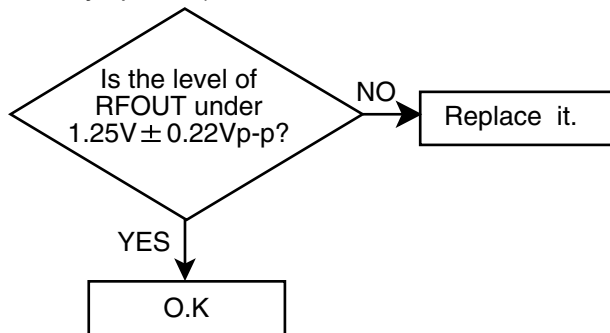 Is the level of
RFOUT under
1.25V ± 0.22Vp-p?
NO
Replace it.
YES
O.K